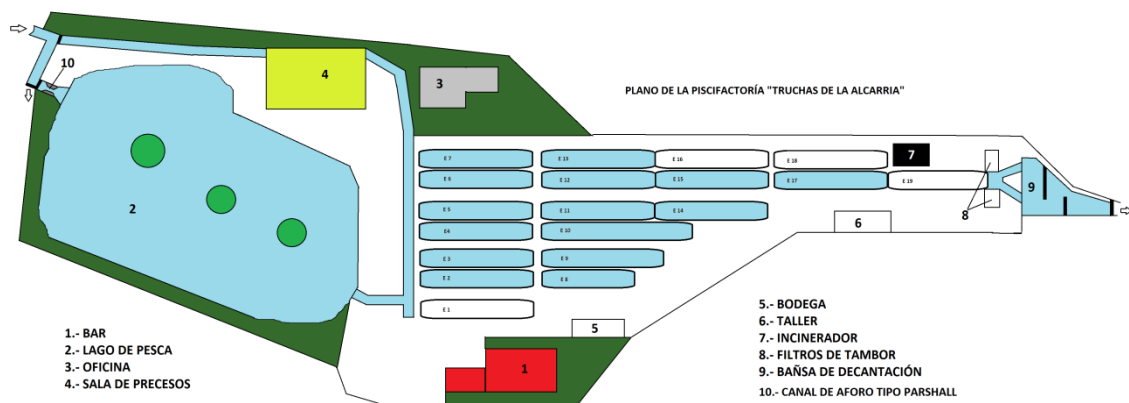 PLANO DE LA PISCIFACTORÍA "TRUCHAS DE LA ALCARRIA"
10
4
3
2
E 7
E 13
E 16
E 18
7
E 6
E 12
E 15
E 17
E 19
9
8
E 5
E 11
E 14
E4
E 10
6
E 3
E 9
E 2
E 8
E 1
5
1
1.- BAR
2.- LAGO DE PESCA
3.- OFICINA
4.- SALA DE PRECESOS
5.- BODEGA
6.- TALLER
7.- INCINERADOR
8.- FILTROS DE TAMBOR
9.- BAÑSA DE DECANTACIÓN
10.- CANAL DE AFORO TIPO PARSHALL